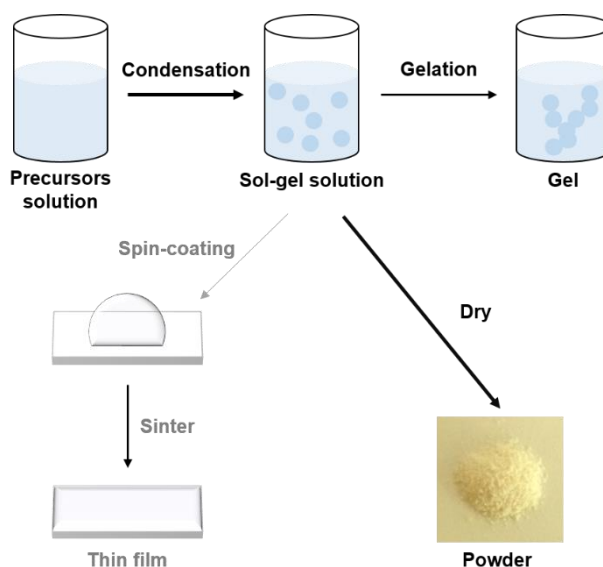 Condensation
Gelation
Precursors
solution
Sol-gel solution
Gel
Spin-coating
Dry
Sinter
Thin film
Powder